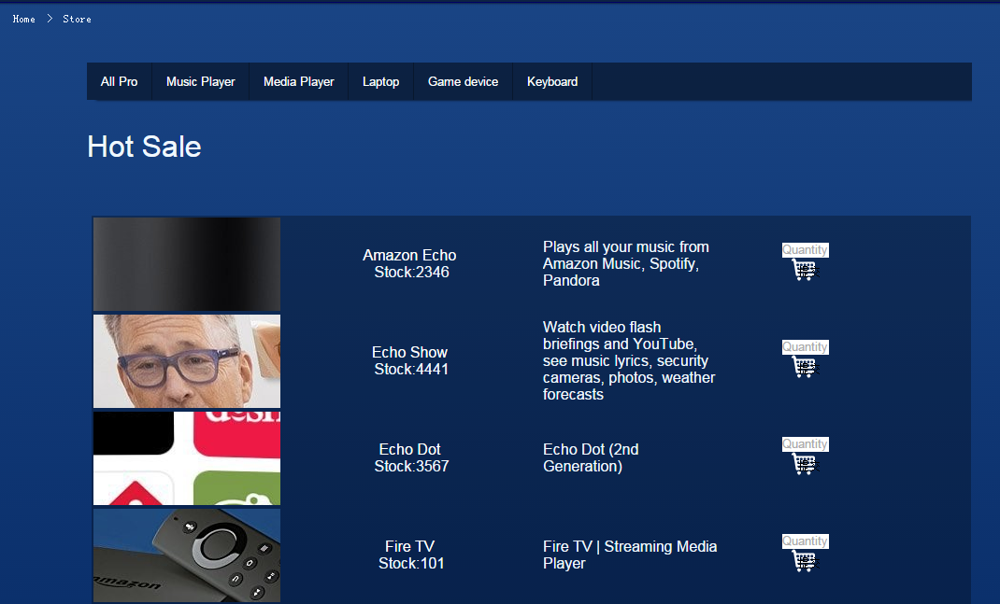 Home > Store
All Pro Music Player Media Player Laptop Game device Keyboard
Hot Sale
Amazon Echo
Stock:2346
Plays all your music from
Amazon Music, Spotify,
Pandora
Quantity
Echo Show
Stock:4441
Watch video flash
briefings and YouTube,
see music lyrics, security
cameras, photos, weather
forecasts
Quantity
Echo Dot
Stock:3567
Echo Dot (2nd
Generation)
Quantity
amazon
Fire TV
Stock:101
Fire TV | Streaming Media
Player
Quantity